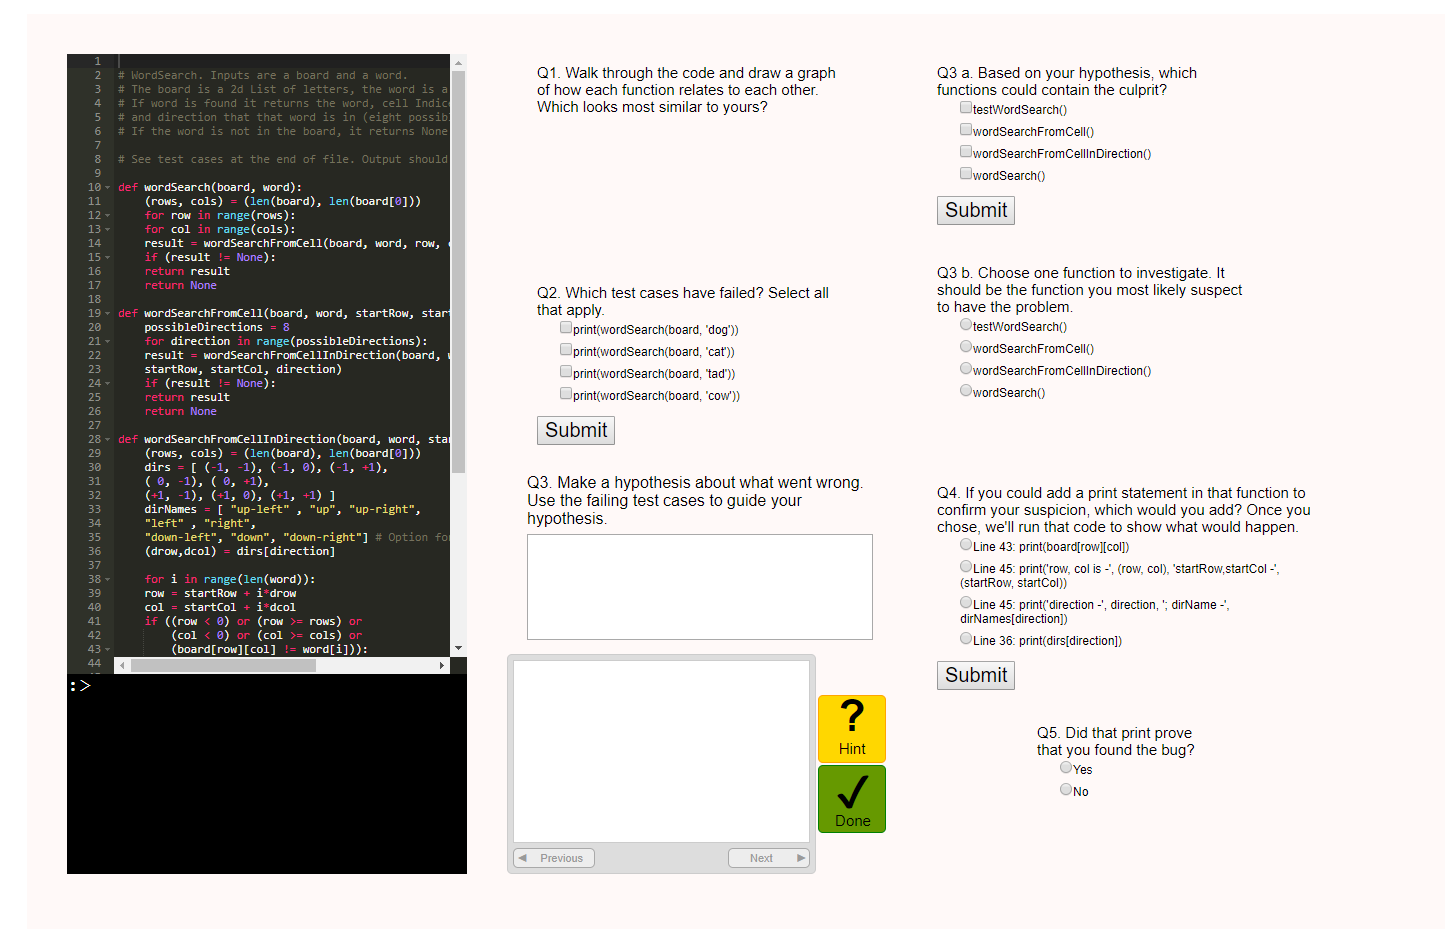 1
2 # WordSearch. Inputs are a board and a word.
3 # The board is a 2d List of letters, the word is a
4 # If word is found it returns the word, cell Indice
5 # and direction that that word is in (eight possib
6 # If the word is not in the board, it returns None
7
8 # See test cases at the end of file. Output should
9
10 def wordSearch(board, word):
11 (rows, cols) = (len(board), len(board[0]))
12 for row in range(rows):
13 for col in range(cols):
14 result = wordSearchFromCell(board, word, row,
15 if (result != None):
16 return result
17 return None
18
19 def wordSearchFromCell(board, word, startRow, star
20 possibleDirections = 8
21 for direction in range(possibleDirections):
22 result = wordSearchFromCellInDirection(board,
23 startRow, startCol, direction)
24 if (result != None):
25 return result
26 return None
27
28 def wordSearchFromCellInDirection(board, word, sta
29 (rows, cols) = (len(board), len(board[0]))
30 dirs = [ (-1, -1), (-1, 0), (-1, +1),
31 ( 0, -1), ( 0, +1),
32 (+1, -1), (+1, 0), (+1, +1) ]
33 dirNames = [ "up-left" , "up", "up-right",
34 "left" , "right",
35 "down-left", "down", "down-right"] # Option fo
36 (drow,dcol) = dirs[direction]
37
38 for i in range(len(word)):
39 row = startRow + i*drow
40 col = startCol + i*dcol
41 if ((row < 0) or (row >= rows) or
42 (col < 0) or (col >= cols) or
43 (board[row][col] != word[i])):
44
:>
Q1. Walk through the code and draw a graph
of how each function relates to each other.
Which looks most similar to yours?
Q2. Which test cases have failed? Select all
that apply.
print(wordSearch(board, 'dog'))
print(wordSearch(board, 'cat'))
print(wordSearch(board, 'tad'))
print(wordSearch(board, 'cow'))
Submit
Q3. Make a hypothesis about what went wrong.
Use the failing test cases to guide your
hypothesis.
? Hint
Done
Previous
Next
Q3 a. Based on your hypothesis, which
functions could contain the culprit?
testWordSearch()
wordSearchFromCell()
wordSearchFromCellInDirection()
wordSearch()
Submit
Q3 b. Choose one function to investigate. It
should be the function you most likely suspect
to have the problem.
testWordSearch()
wordSearchFromCell()
wordSearchFromCellInDirection()
wordSearch()
Q4. If you could add a print statement in that function to
confirm your suspicion, which would you add? Once you
chose, we'll run that code to show what would happen.
Line 43: print(board[row][col])
Line 45: print('row, col is -', (row, col), 'startRow,startCol -',
(startRow, startCol))
Line 45: print('direction -', direction, '; dirName -',
dirNames[direction])
Line 36: print(dirs[direction])
Submit
Q5. Did that print prove
that you found the bug?
Yes
No